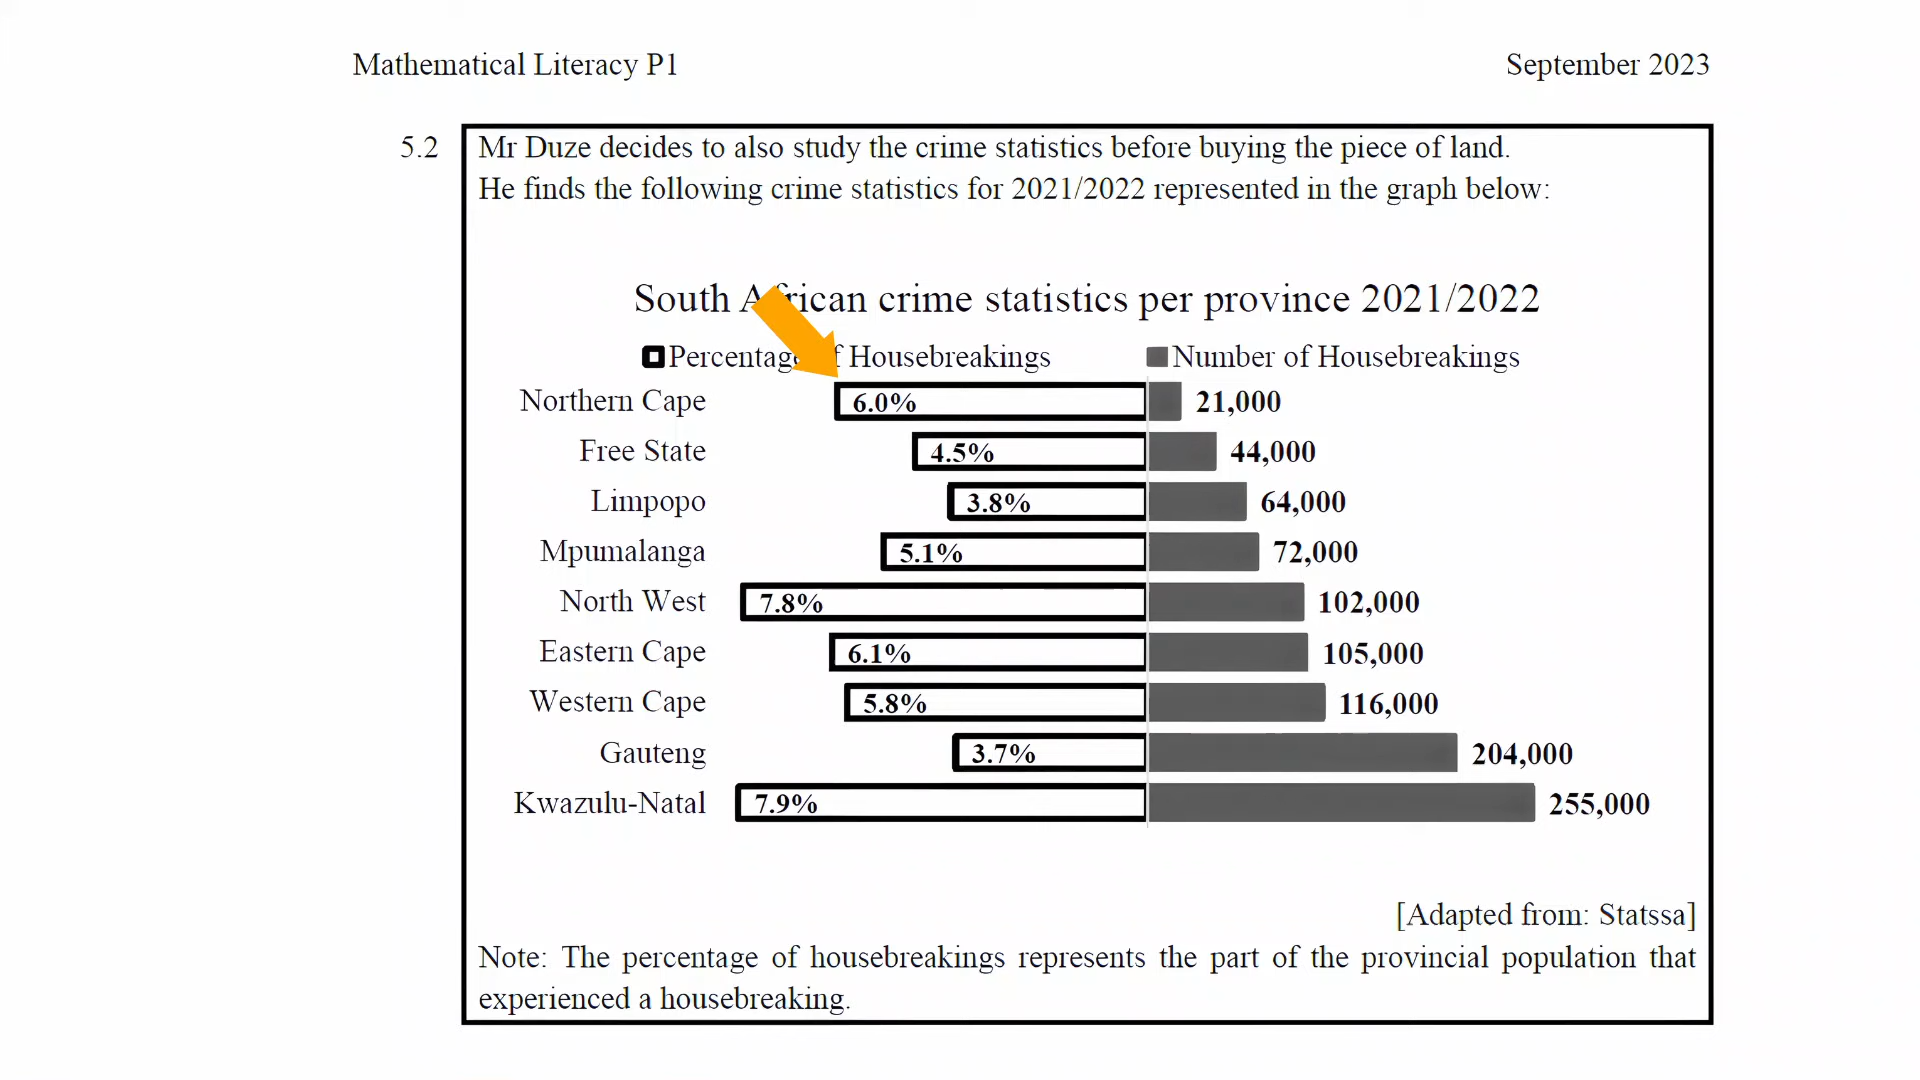 Mathematical Literacy P1 September 2023
5.2 Mr Duze decides to also study the crime statistics before buying the piece of land.
He finds the following crime statistics for 2021/2022 represented in the graph below:
South African crime statistics per province 2021/2022
Percentage of Housebreakings Number of Housebreakings
Northern Cape 6.0% 21,000
Free State 4.5% 44,000
Limpopo 3.8% 64,000
Mpumalanga 5.1% 72,000
North West 7.8% 102,000
Eastern Cape 6.1% 105,000
Western Cape 5.8% 116,000
Gauteng 3.7% 204,000
Kwazulu-Natal 7.9% 255,000
[Adapted from: Statssa]
Note: The percentage of housebreakings represents the part of the provincial population that
experienced a housebreaking.